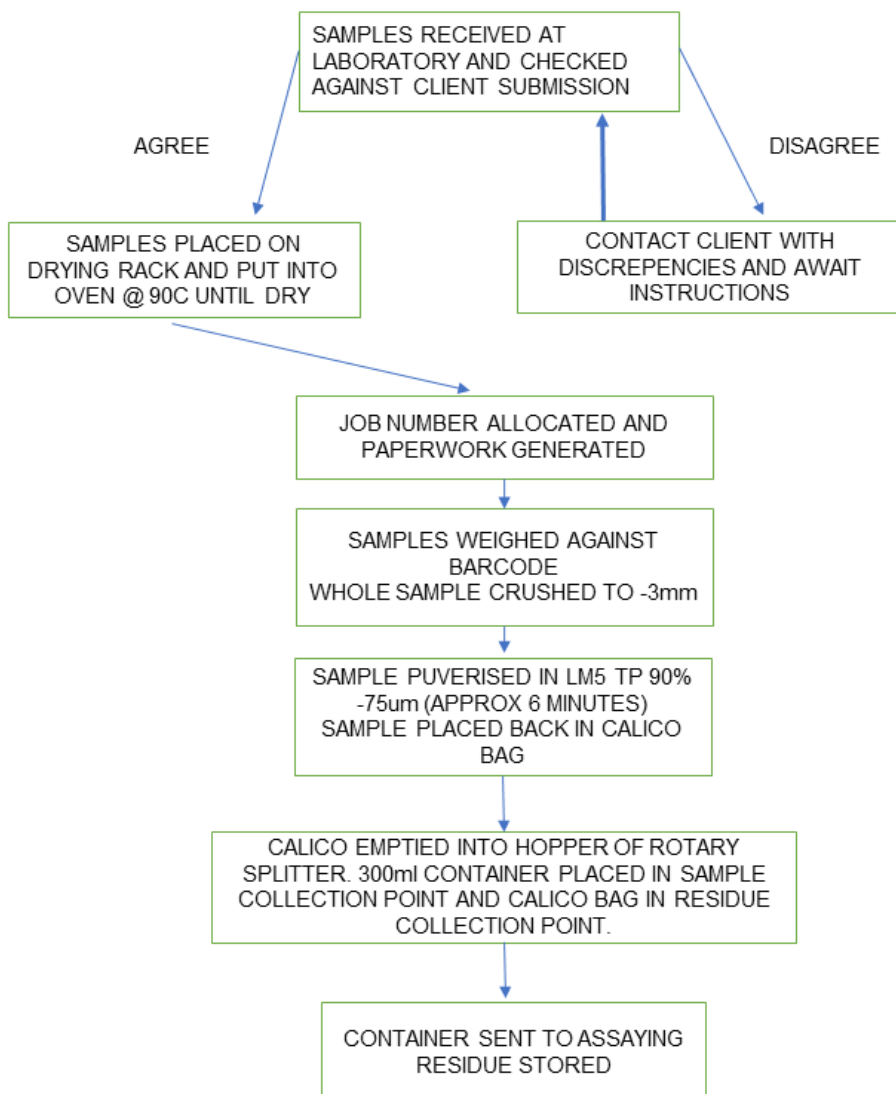 SAMPLES RECEIVED AT
LABORATORY AND CHECKED
AGAINST CLIENT SUBMISSION
AGREE
DISAGREE
SAMPLES PLACED ON
DRYING RACK AND PUT INTO
OVEN @ 90C UNTIL DRY
CONTACT CLIENT WITH
DISCREPENCIES AND AWAIT
INSTRUCTIONS
JOB NUMBER ALLOCATED AND
PAPERWORK GENERATED
SAMPLES WEIGHED AGAINST
BARCODE
WHOLE SAMPLE CRUSHED TO -3mm
SAMPLE PUVERISED IN LM5 TP 90%
-75um (APPROX 6 MINUTES)
SAMPLE PLACED BACK IN CALICO
BAG
CALICO EMPTIED INTO HOPPER OF ROTARY
SPLITTER. 300ml CONTAINER PLACED IN SAMPLE
COLLECTION POINT AND CALICO BAG IN RESIDUE
COLLECTION POINT.
CONTAINER SENT TO ASSAYING
RESIDUE STORED